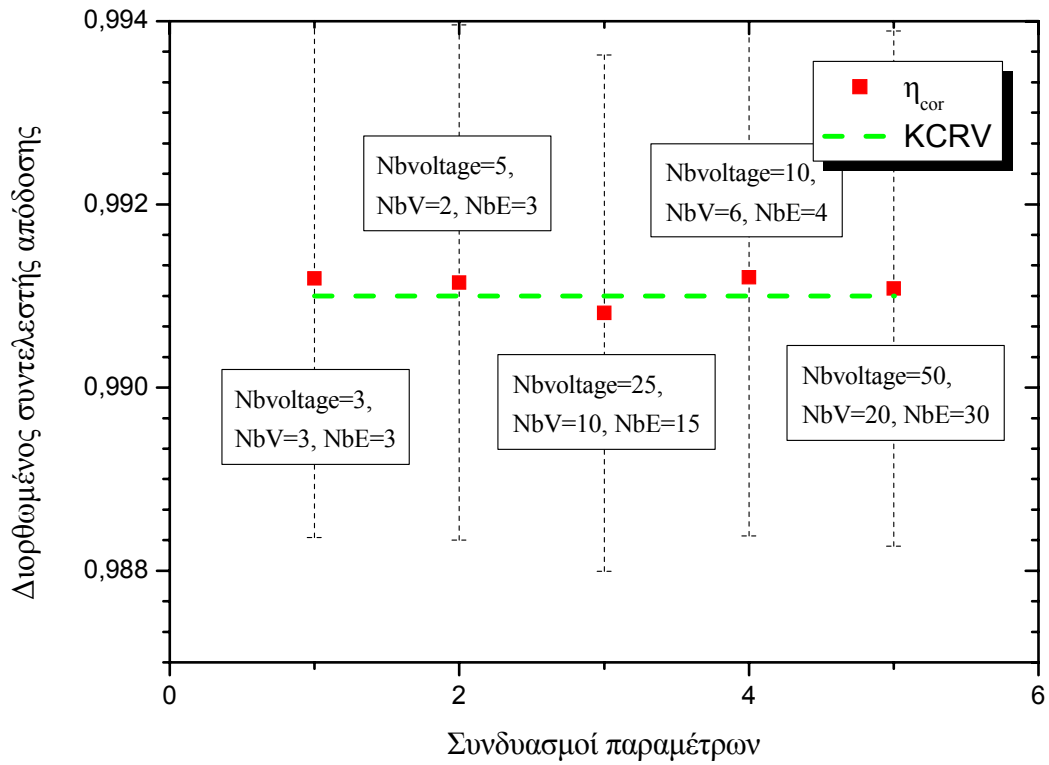 0,994
0,992
0,990
0,988
Διορθωμένος συντελεστής απόδοσης
η_cor
KCRV
Nbvoltage=5,
NbV=2, NbE=3
Nbvoltage=10,
NbV=6, NbE=4
Nbvoltage=3,
NbV=3, NbE=3
Nbvoltage=25,
NbV=10, NbE=15
Nbvoltage=50,
NbV=20, NbE=30
0 2 4 6
Συνδυασμοί παραμέτρων